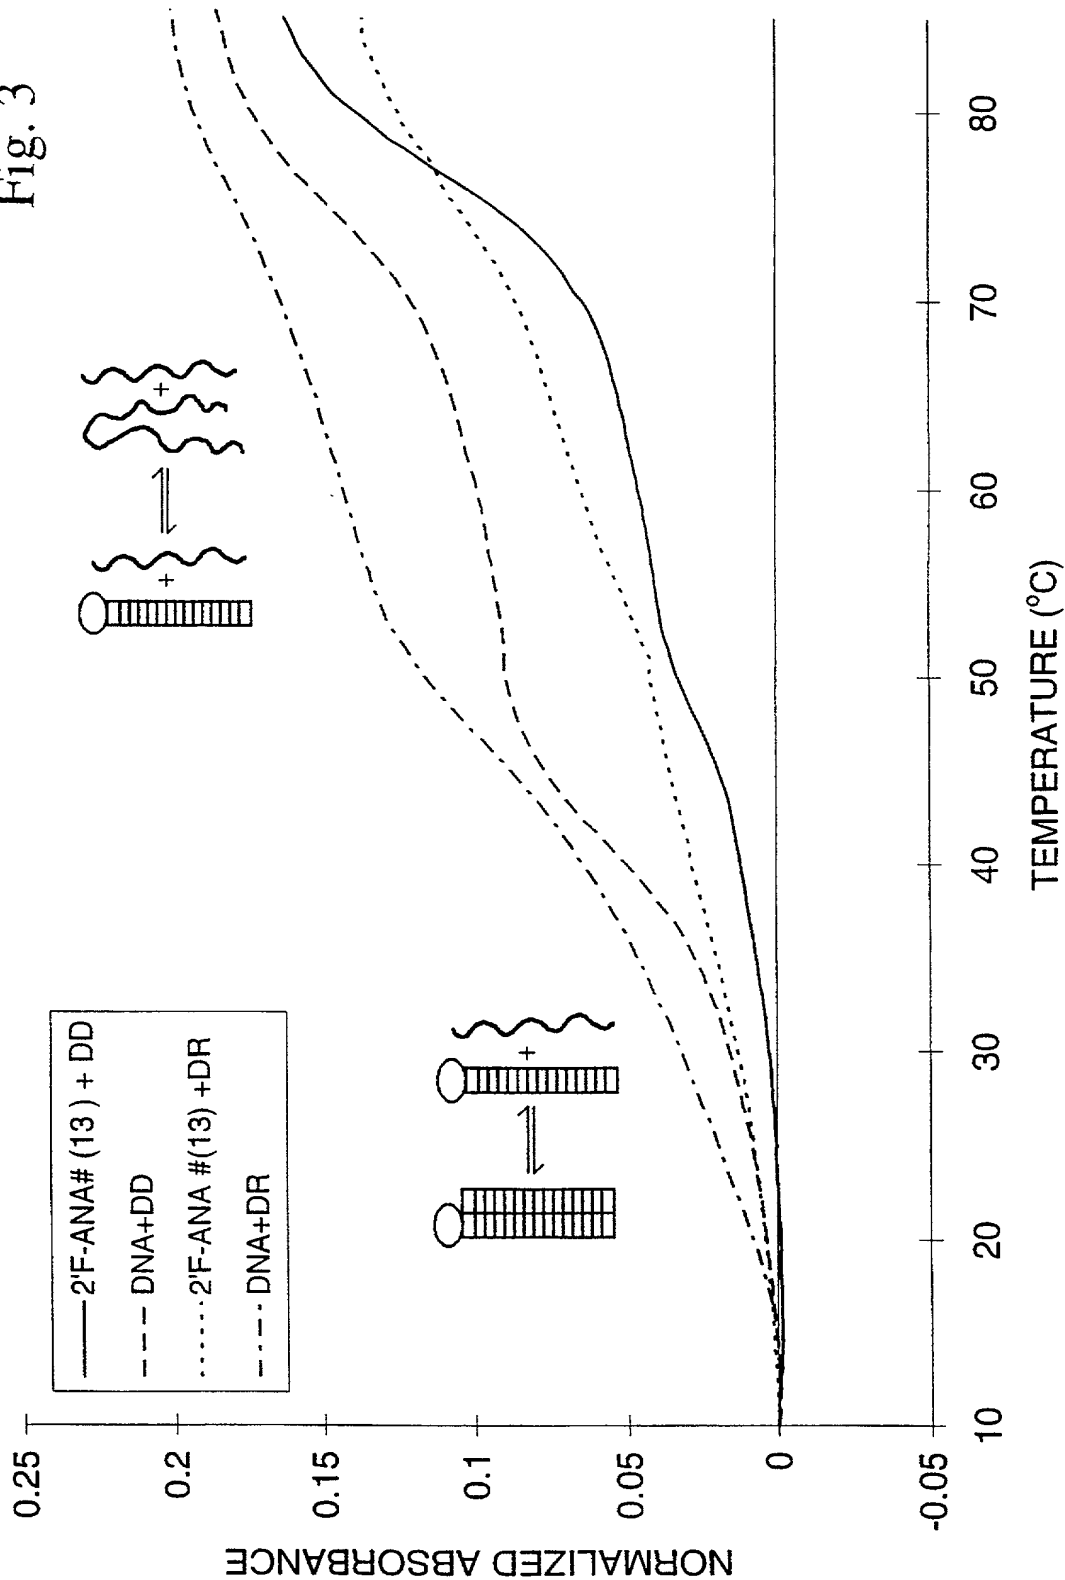 Fig. 3
2'F-ANA# (13 ) + DD
DNA+DD
2'F-ANA #(13) +DR
DNA+DR
+
+
+
+
NORMALIZED ABSORBANCE
0.25
0.2
0.15
0.1
0.05
0
-0.05
10
20
30
40
50
60
70
80
TEMPERATURE (°C)